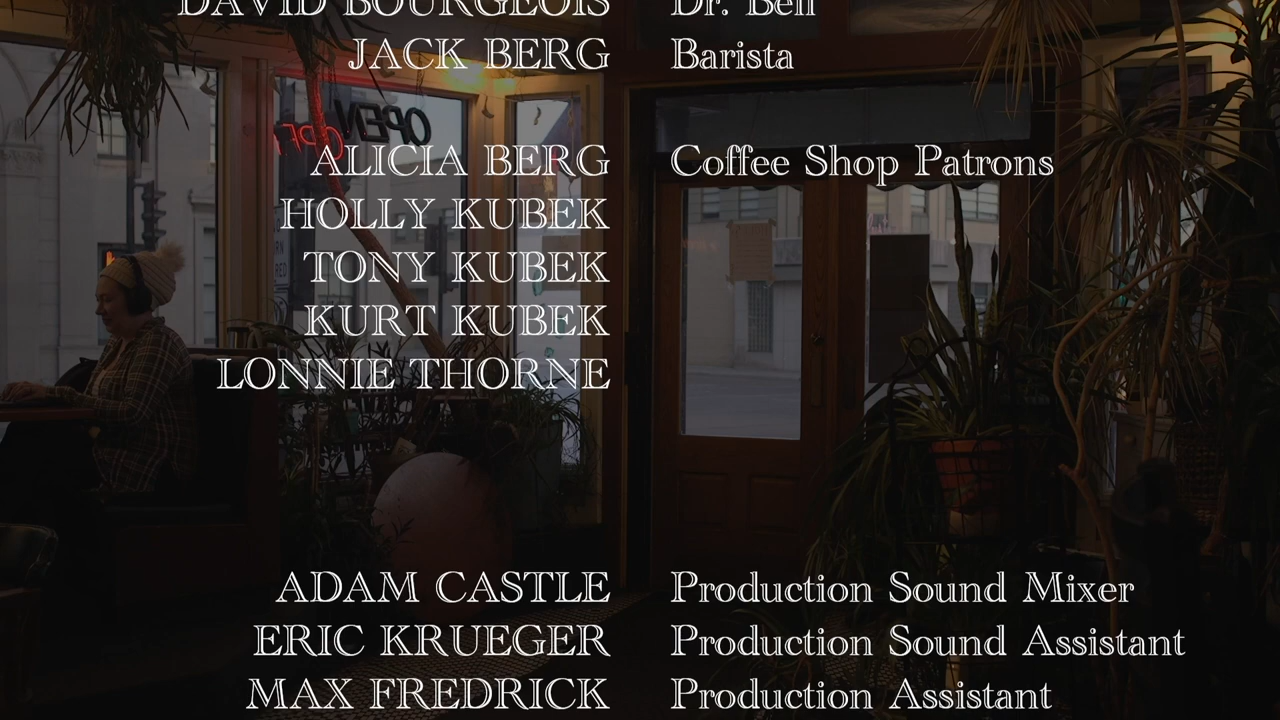 DAVID BOURGEOIS Dr. Bell
JACK BERG Barista
OPEN
ALICIA BERG Coffee Shop Patrons
HOLLY KUBEK
TONY KUBEK
KURT KUBEK
LONNIE THORNE
ADAM CASTLE Production Sound Mixer
ERIC KRUEGER Production Sound Assistant
MAX FREDRICK Production Assistant